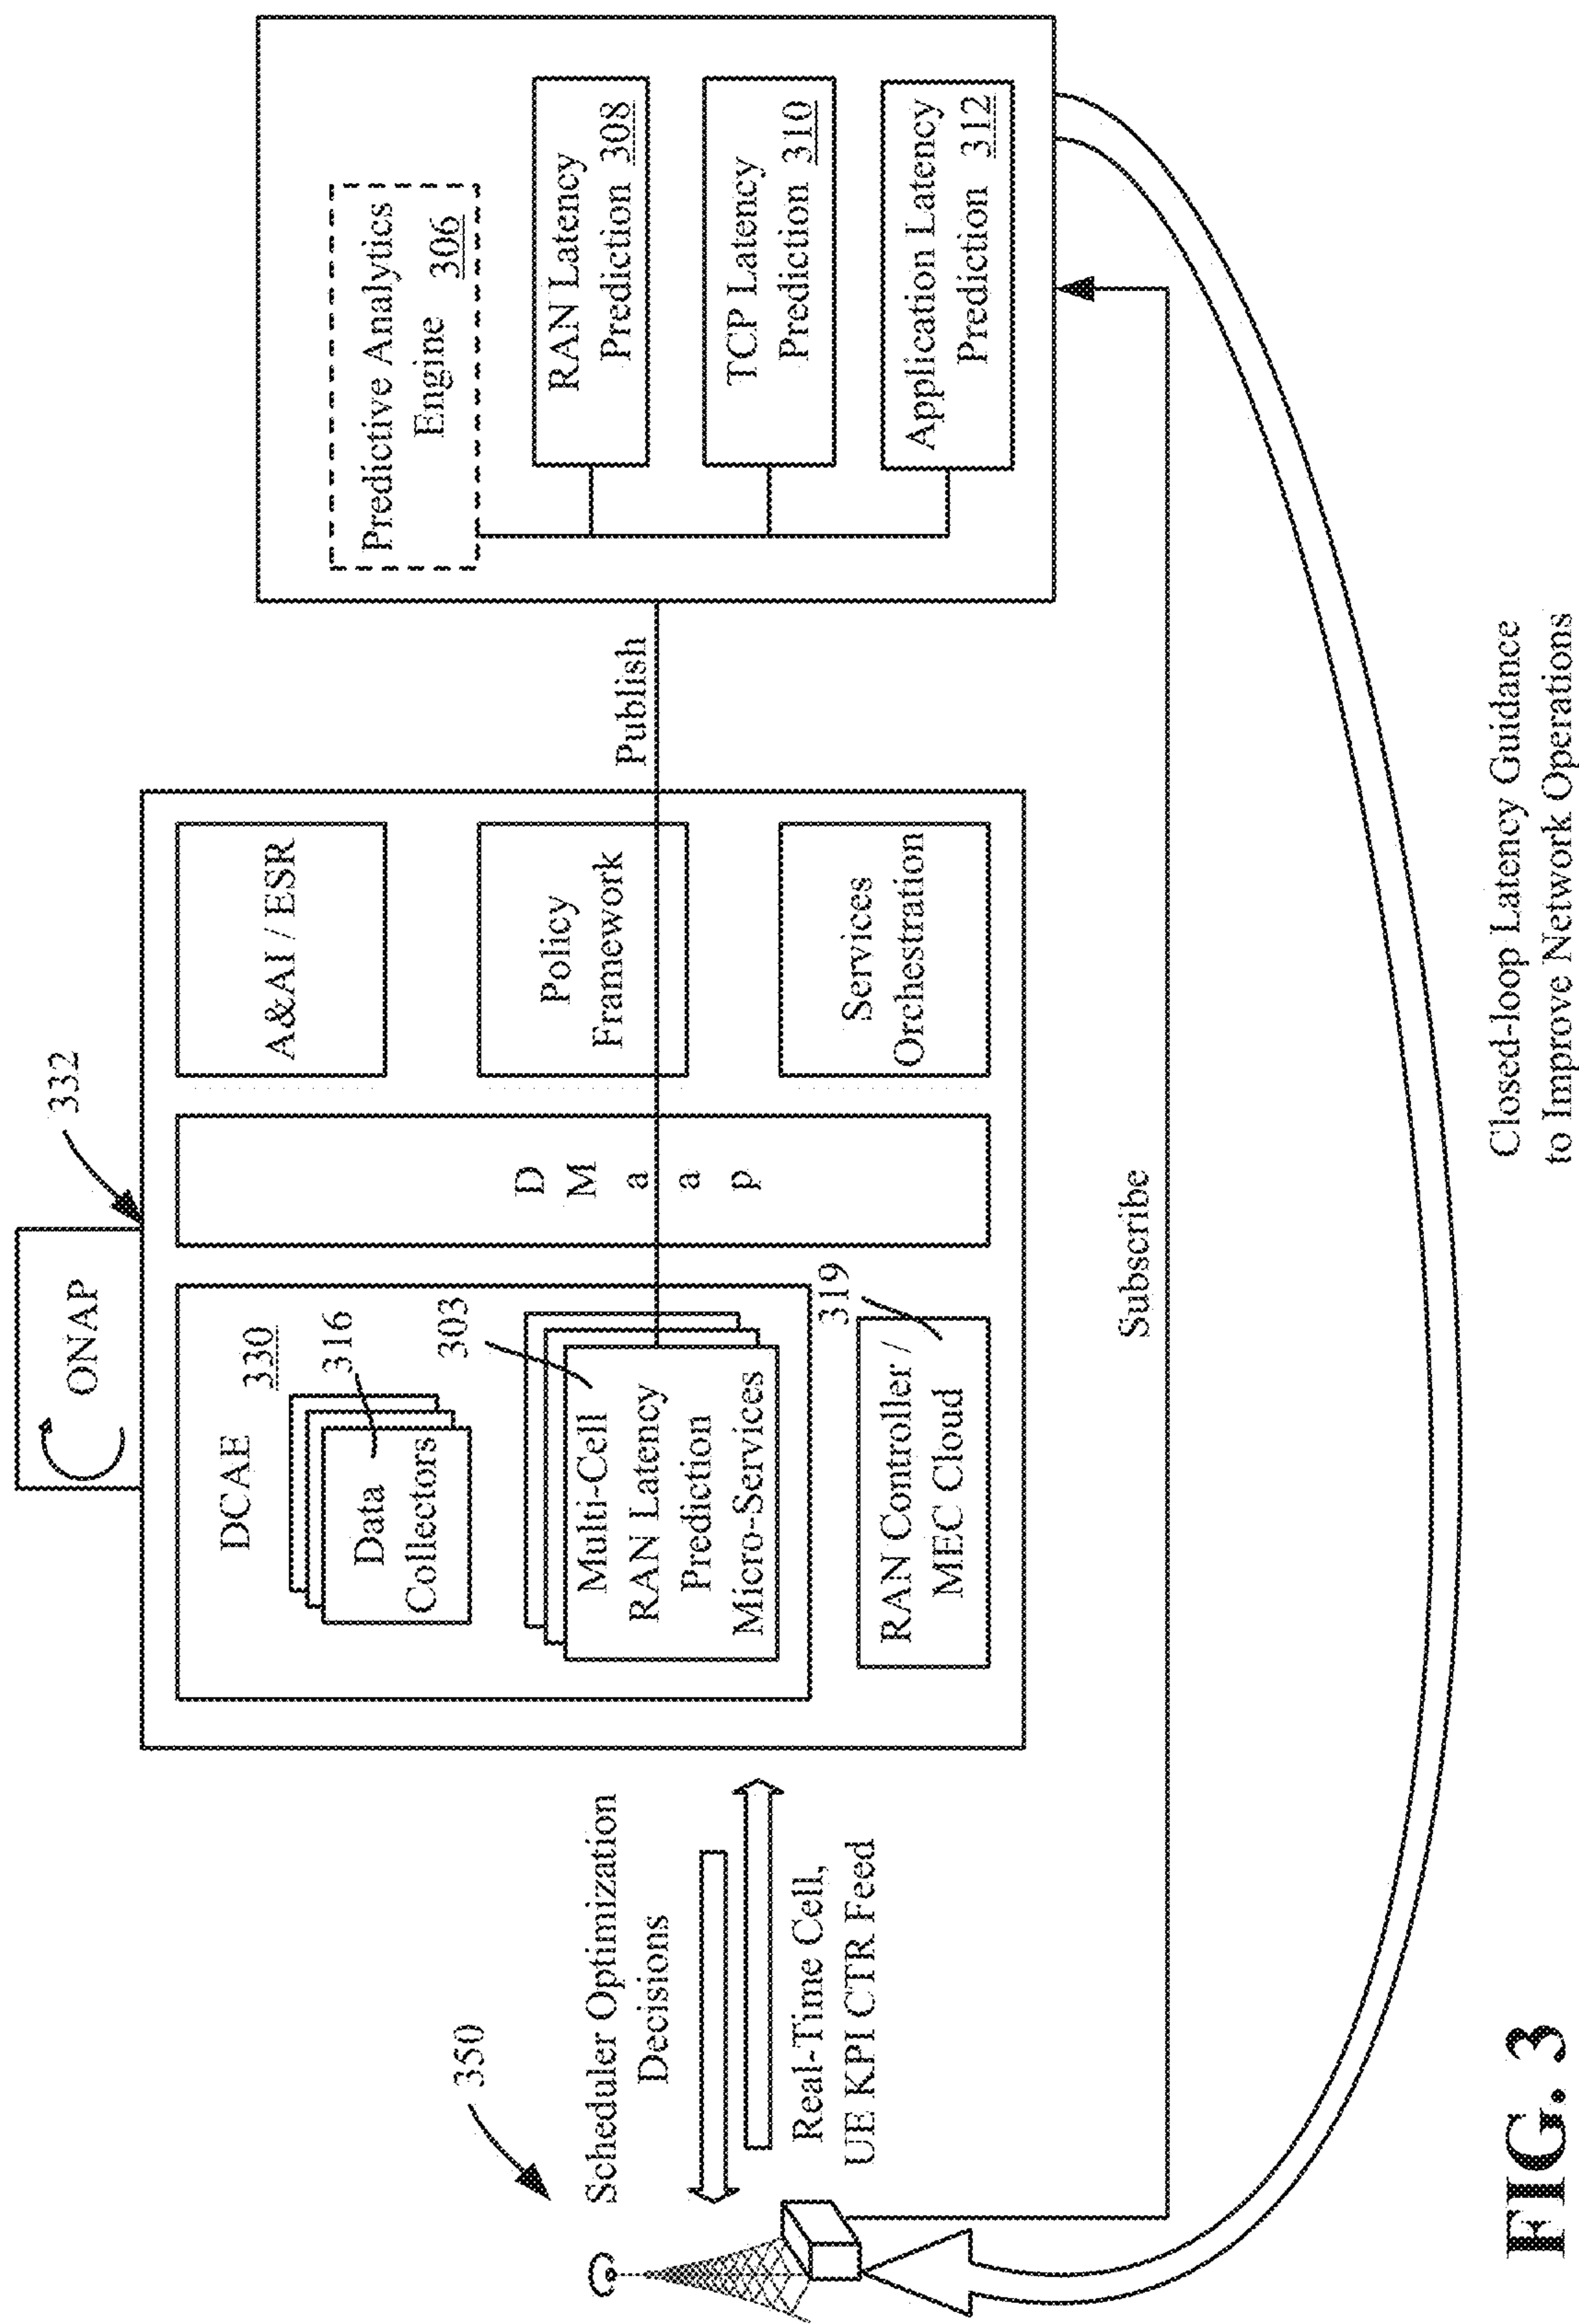 350
Scheduler Optimization
Decisions
Real-Time Cell,
UE KPI CTR Feed
ONAP
332
DCAE
330
316
Data
Collectors
303
Multi-Cell
RAN Latency
Prediction
Micro-Services
319
RAN Controller /
MEC Cloud
D
M
a
a
p
A&AI / ESR
Policy
Framework
Services
Orchestration
Publish
Predictive Analytics
Engine 306
RAN Latency
Prediction 308
TCP Latency
Prediction 310
Application Latency
Prediction 312
Subscribe
Closed-loop Latency Guidance
to Improve Network Operations
FIG. 3